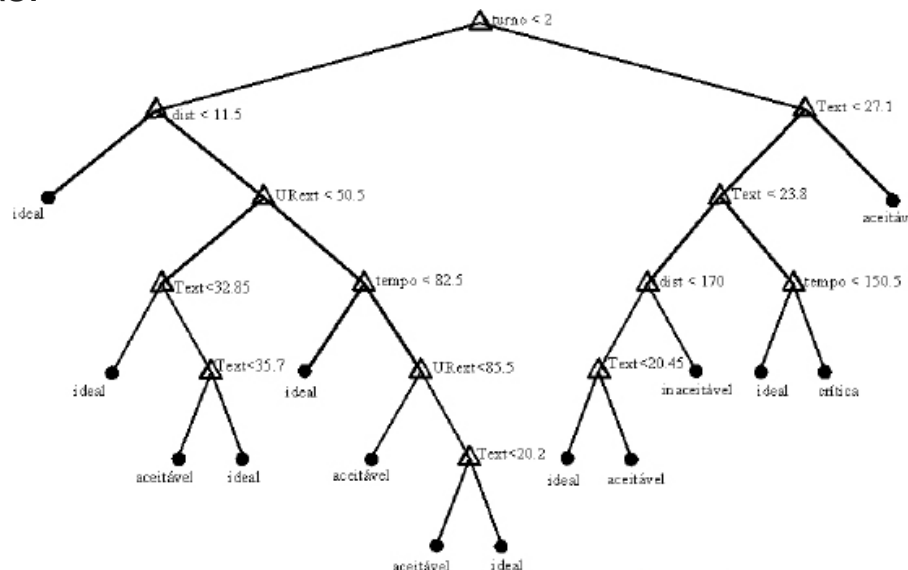 turno < 2
dist < 11.5
Text < 27.1
ideal
URext < 50.5
Text < 23.8
Text<32.85
tempo < 82.5
dist < 170
tempo < 150.5
ideal
Text<35.7
ideal
URext<85.5
Text<20.45
inaceitável
ideal
crítica
aceitável
ideal
aceitável
Text<20.2
ideal
aceitável
aceitável
ideal